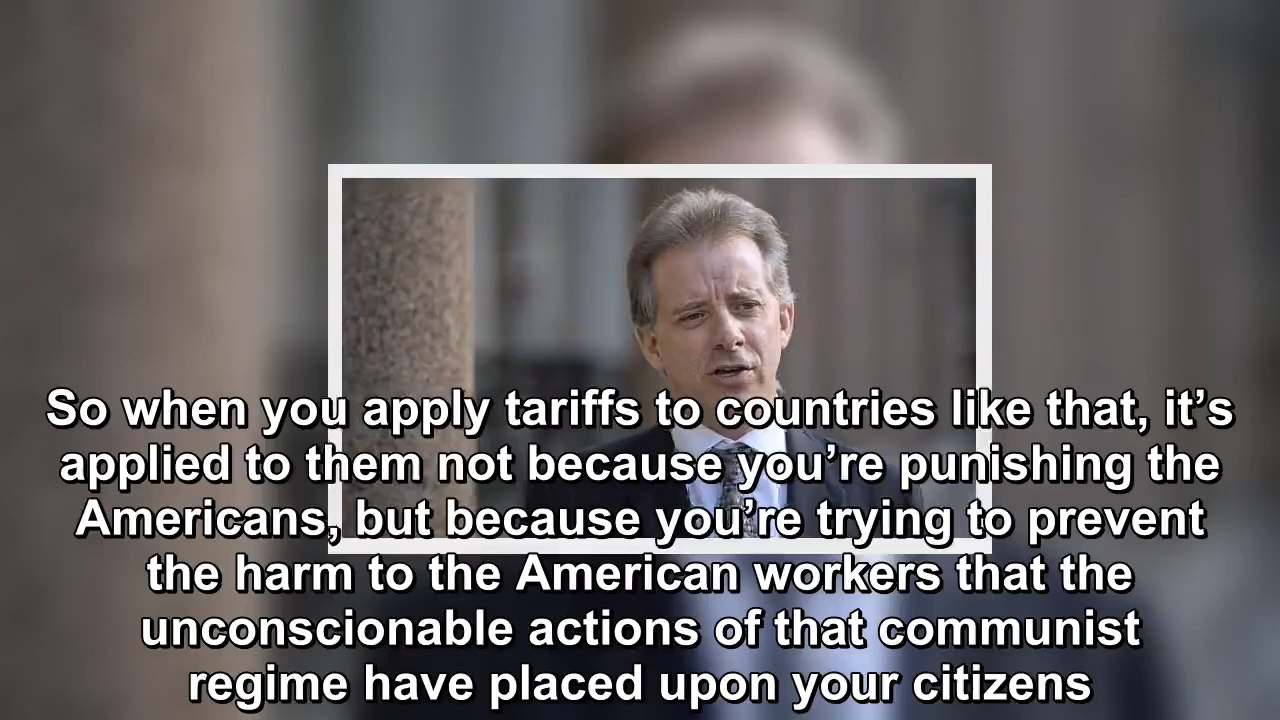 So when you apply tariffs to countries like that, it’s
applied to them not because you’re punishing the
Americans, but because you’re trying to prevent
the harm to the American workers that the
unconscionable actions of that communist
regime have placed upon your citizens